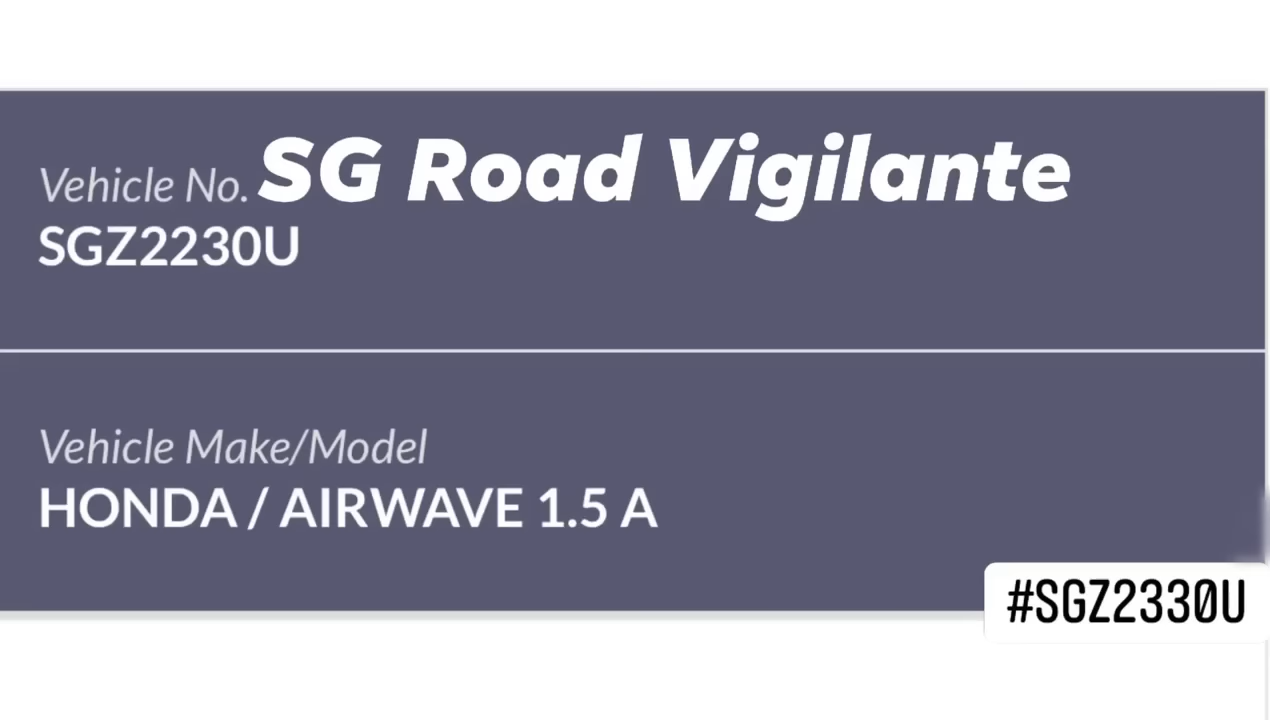 SG Road Vigilante
Vehicle No.
SGZ2230U
Vehicle Make/Model
HONDA / AIRWAVE 1.5 A
#SGZ2330U